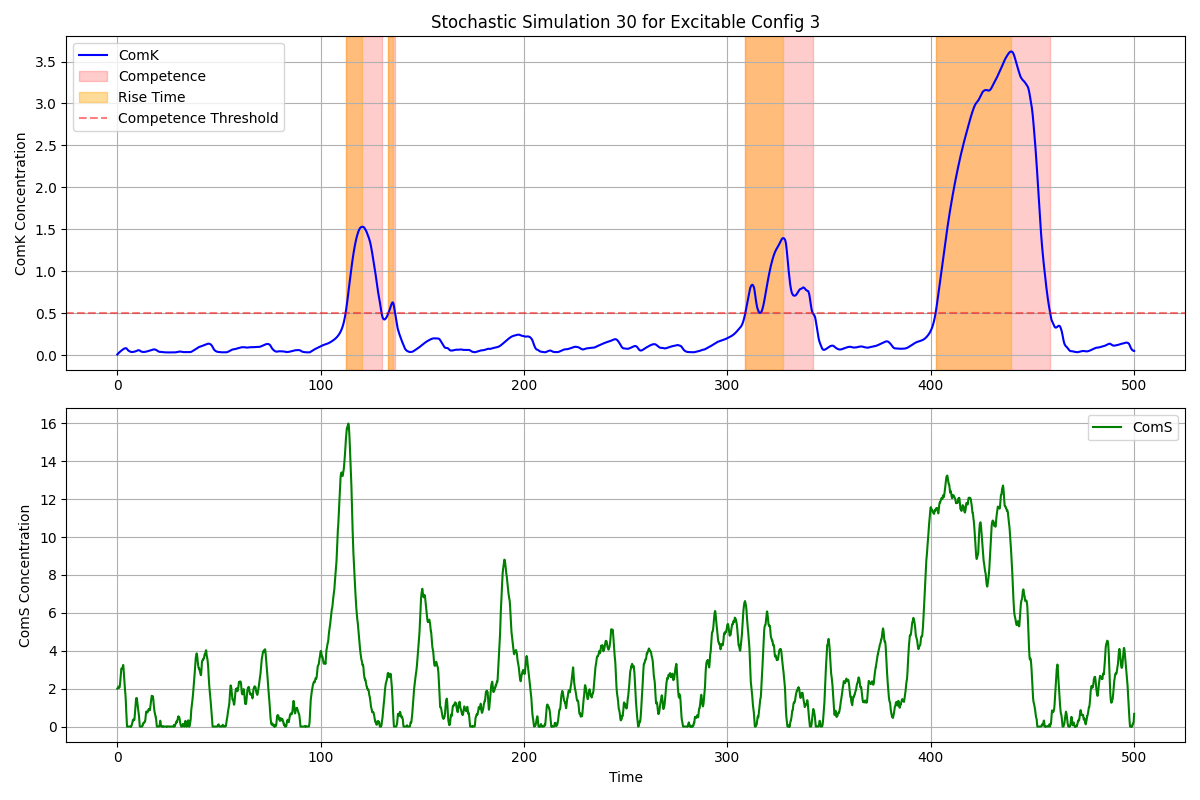 Stochastic Simulation 30 for Excitable Config 3
ComK
Competence
Rise Time
Competence Threshold
ComK Concentration
3.5
3.0
2.5
2.0
1.5
1.0
0.5
0.0
0 100 200 300 400 500
ComS
ComS Concentration
16
14
12
10
8
6
4
2
0
0 100 200 300 400 500
Time